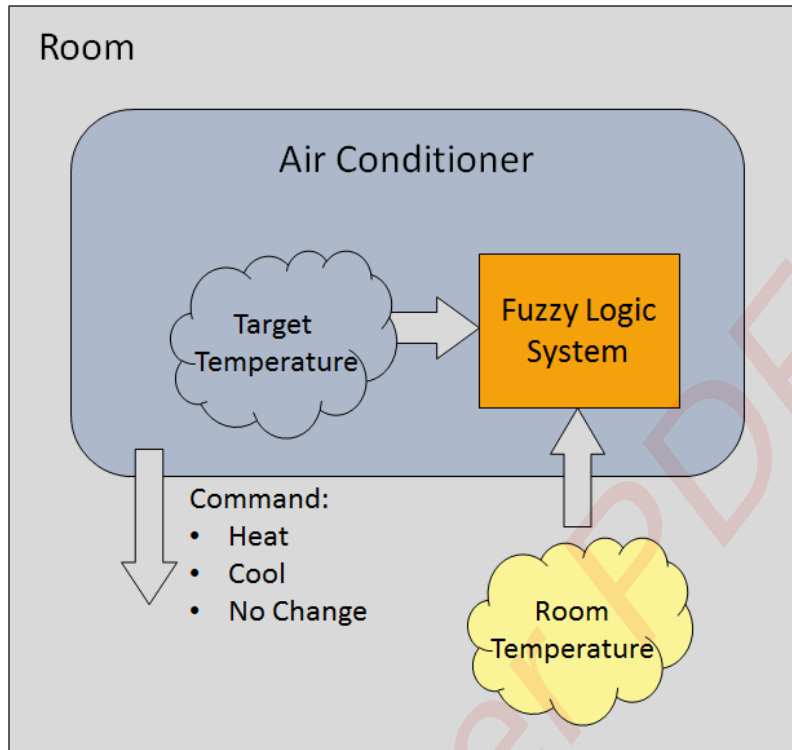 Room
Air Conditioner
Target
Temperature
Fuzzy Logic
System
Command:
• Heat
• Cool
• No Change
Room
Temperature